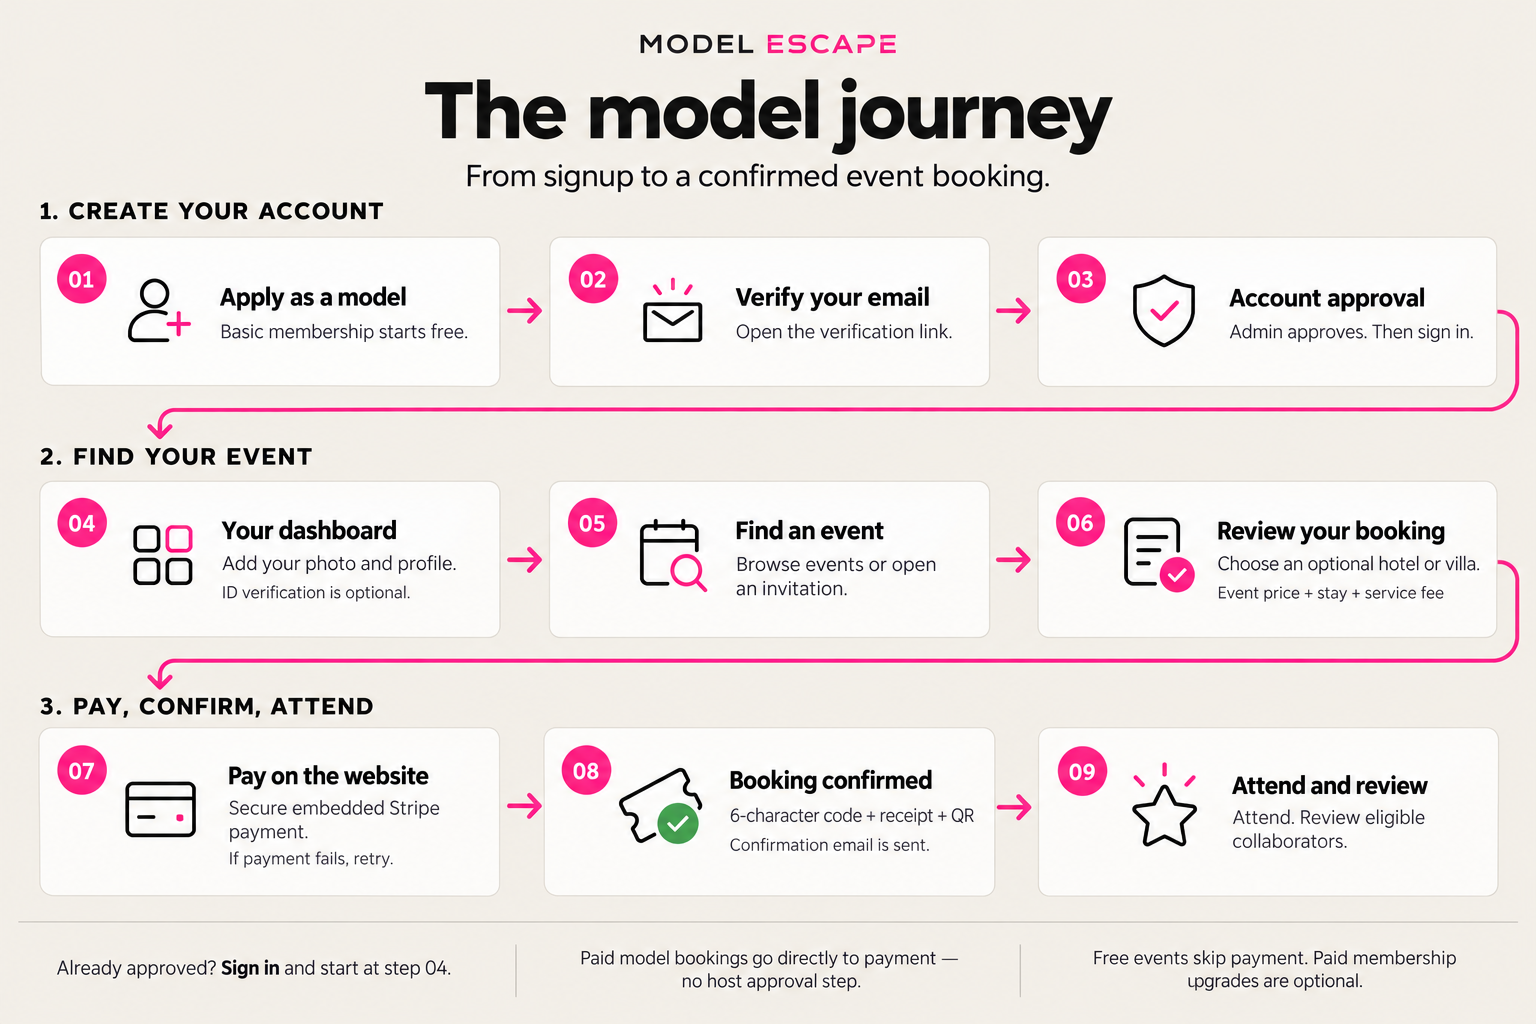 MODEL ESCAPE
The model journey
From signup to a confirmed event booking.
1. CREATE YOUR ACCOUNT
01
Apply as a model
Basic membership starts free.
02
Verify your email
Open the verification link.
03
Account approval
Admin approves. Then sign in.
2. FIND YOUR EVENT
04
Your dashboard
Add your photo and profile.
ID verification is optional.
05
Find an event
Browse events or open
an invitation.
06
Review your booking
Choose an optional hotel or villa.
Event price + stay + service fee
3. PAY, CONFIRM, ATTEND
07
Pay on the website
Secure embedded Stripe
payment.
If payment fails, retry.
08
Booking confirmed
6-character code + receipt + QR
Confirmation email is sent.
09
Attend and review
Attend. Review eligible
collaborators.
Already approved? Sign in and start at step 04.
Paid model bookings go directly to payment —
no host approval step.
Free events skip payment. Paid membership
upgrades are optional.